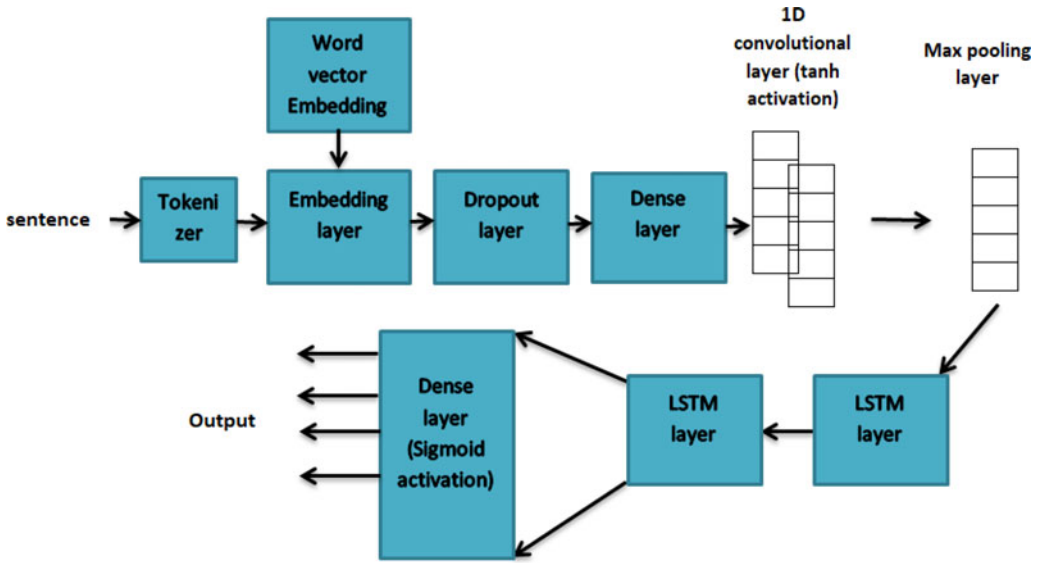 Word
vector
Embedding
1D
convolutional
layer (tanh
activation)
Max pooling
layer
sentence
Tokeni
zer
Embedding
layer
Dropout
layer
Dense
layer
Output
Dense
layer
(Sigmoid
activation)
LSTM
layer
LSTM
layer